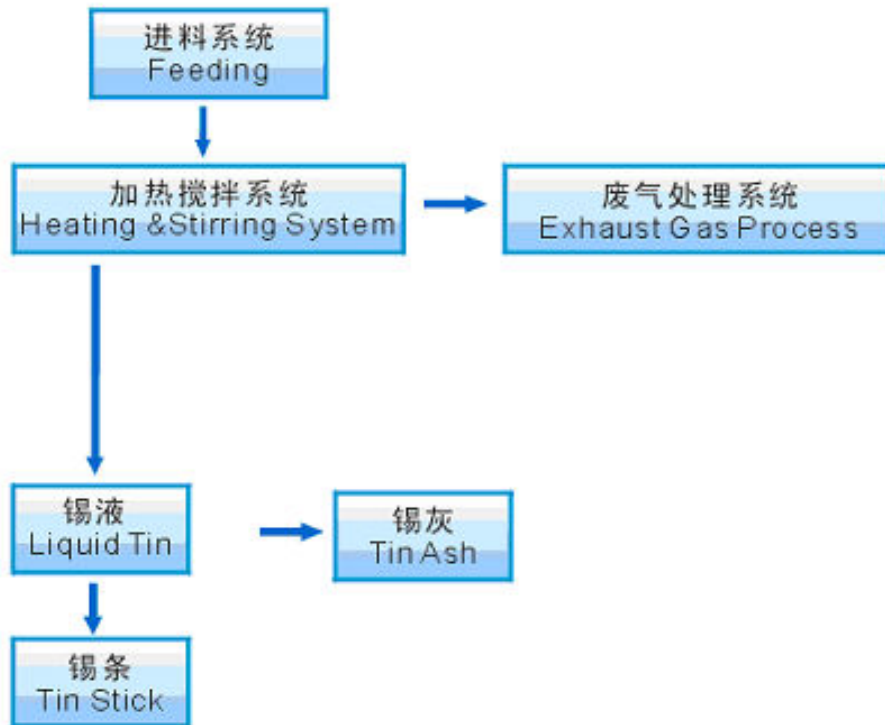 进料系统
Feeding
加热搅拌系统
Heating &Stirring System
废气处理系统
Exhaust Gas Process
锡液
Liquid Tin
锡灰
Tin Ash
锡条
Tin Stick